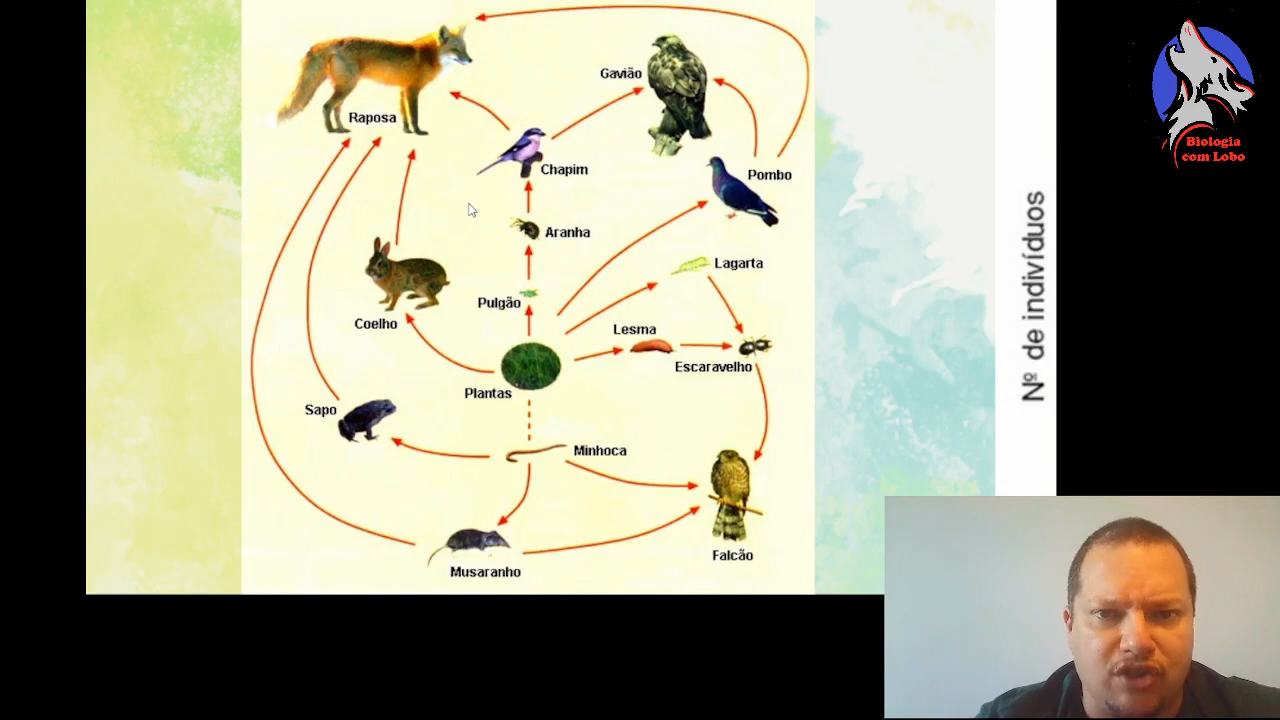 Gavião
Raposa
Chapim
Pombo
Aranha
Lagarta
Pulgão
Coelho
Lesma
Escaravelho
Plantas
Sapo
Minhoca
Falcão
Musaranho
Nº de indivíduos
Biologia
com Lobo